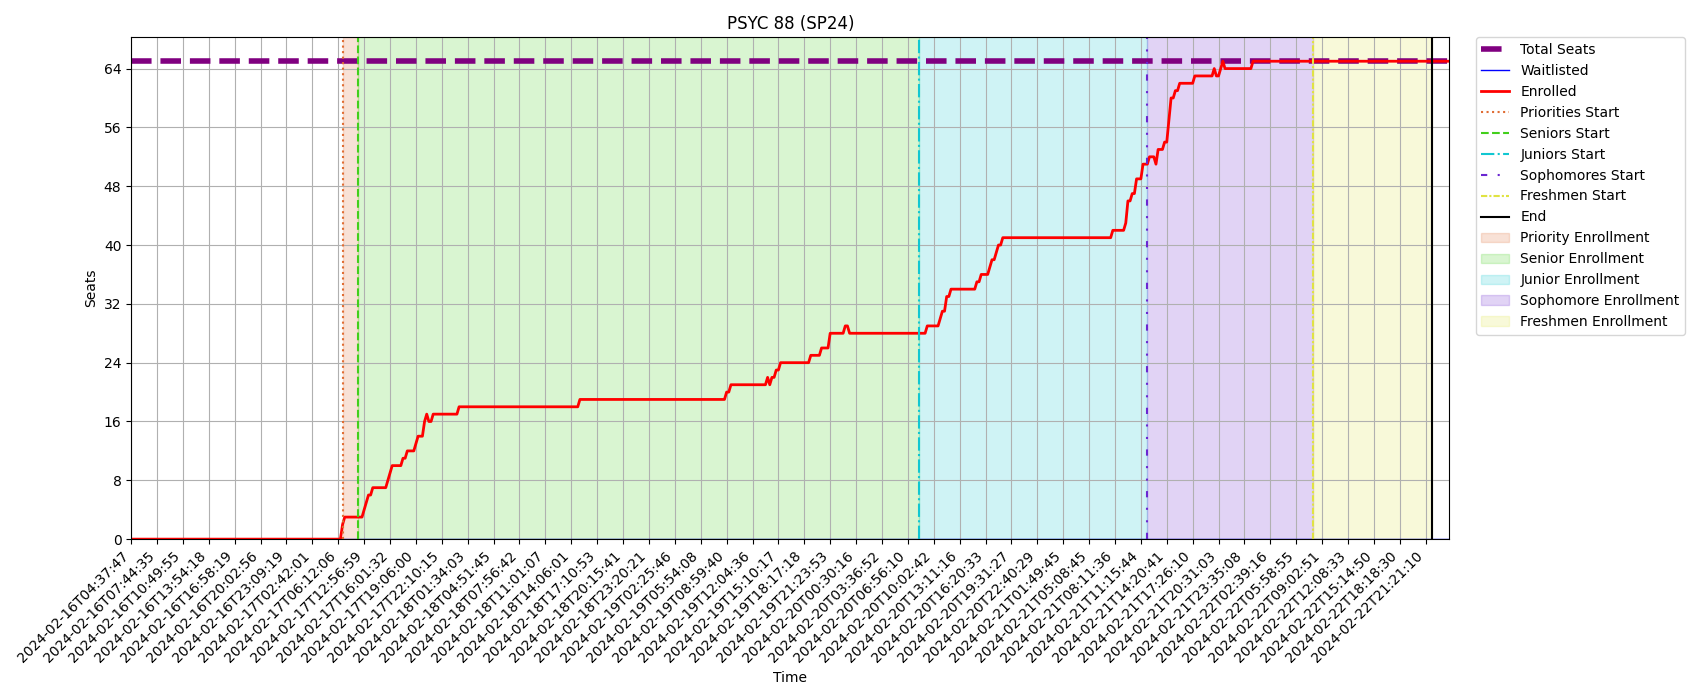 PSYC 88 (SP24)
Total Seats
Waitlisted
Enrolled
Priorities Start
Seniors Start
Juniors Start
Sophomores Start
Freshmen Start
End
Priority Enrollment
Senior Enrollment
Junior Enrollment
Sophomore Enrollment
Freshmen Enrollment
Seats
64
56
48
40
32
24
16
8
0
2024-02-16T04:37:47
2024-02-16T07:44:35
2024-02-16T10:49:55
2024-02-16T13:54:18
2024-02-16T16:58:19
2024-02-16T20:02:56
2024-02-16T23:09:19
2024-02-17T02:42:01
2024-02-17T06:12:06
2024-02-17T12:56:59
2024-02-17T16:01:32
2024-02-17T19:06:00
2024-02-17T22:10:15
2024-02-18T01:34:03
2024-02-18T04:51:45
2024-02-18T07:56:42
2024-02-18T11:01:07
2024-02-18T14:06:01
2024-02-18T17:10:53
2024-02-18T20:15:41
2024-02-18T23:20:21
2024-02-19T02:25:46
2024-02-19T05:54:08
2024-02-19T08:59:40
2024-02-19T12:04:36
2024-02-19T15:10:17
2024-02-19T18:17:18
2024-02-19T21:23:53
2024-02-20T00:30:16
2024-02-20T03:36:52
2024-02-20T06:56:10
2024-02-20T10:02:42
2024-02-20T13:11:16
2024-02-20T16:20:33
2024-02-20T19:31:27
2024-02-20T22:40:29
2024-02-21T01:49:45
2024-02-21T05:08:45
2024-02-21T08:11:36
2024-02-21T11:15:44
2024-02-21T14:20:41
2024-02-21T17:26:10
2024-02-21T20:31:03
2024-02-21T23:35:08
2024-02-22T02:39:16
2024-02-22T05:58:55
2024-02-22T09:02:51
2024-02-22T12:08:33
2024-02-22T15:14:50
2024-02-22T18:18:30
2024-02-22T21:21:10
Time